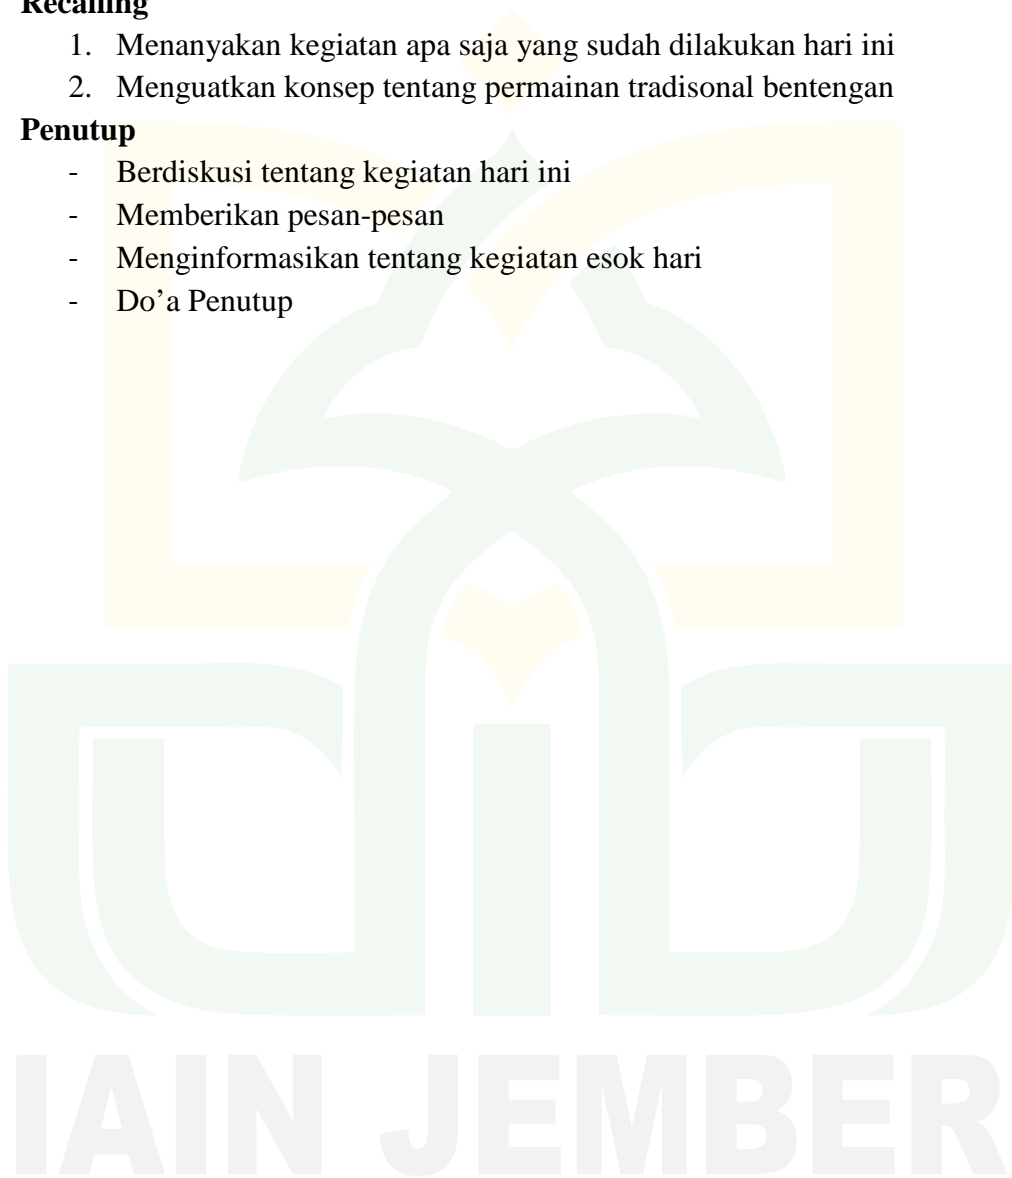 Recalling
1. Menanyakan kegiatan apa saja yang sudah dilakukan hari ini
2. Menguatkan konsep tentang permainan tradisonal bentengan
Penutup
- Berdiskusi tentang kegiatan hari ini
- Memberikan pesan-pesan
- Menginformasikan tentang kegiatan esok hari
- Do’a Penutup
IAIN JEMBER